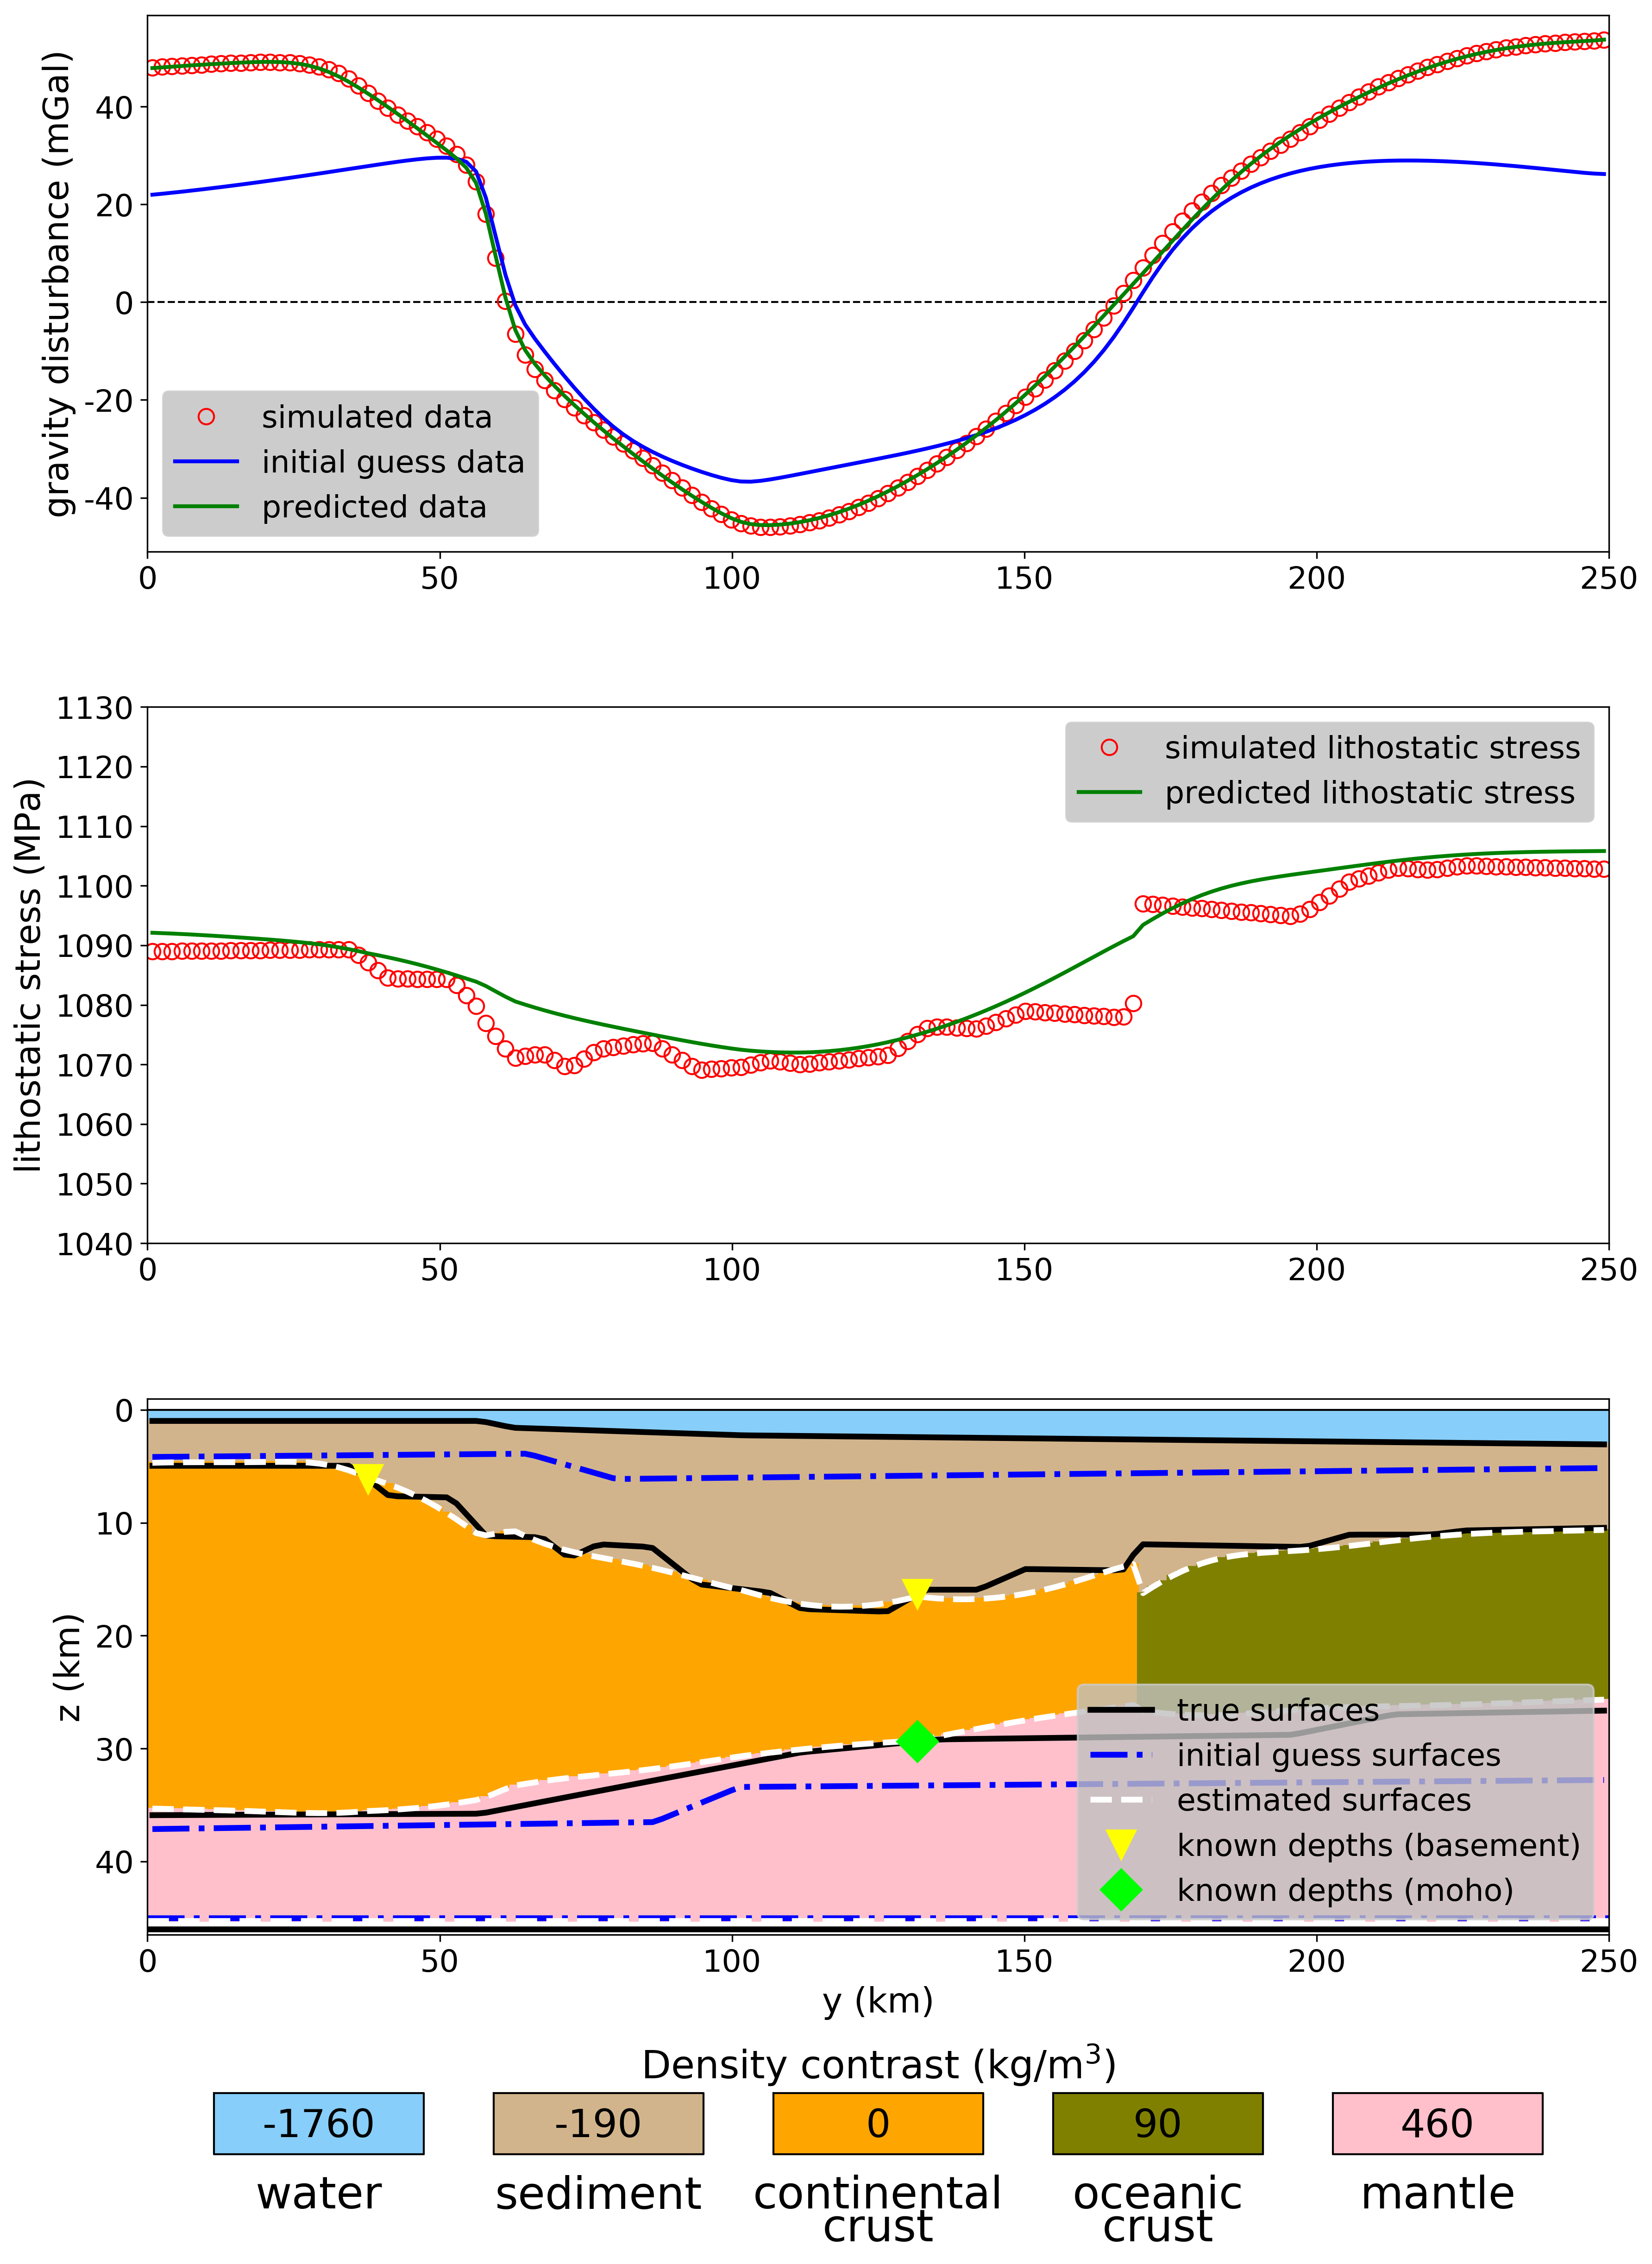 gravity disturbance (mGal)
40
20
0
-20
-40
simulated data
initial guess data
predicted data
0 50 100 150 200 250
lithostatic stress (MPa)
1130
1120
1110
1100
1090
1080
1070
1060
1050
1040
simulated lithostatic stress
predicted lithostatic stress
0 50 100 150 200 250
z (km)
0
10
20
30
40
true surfaces
initial guess surfaces
estimated surfaces
known depths (basement)
known depths (moho)
0 50 100 150 200 250
y (km)
Density contrast (kg/m³)
-1760 -190 0 90 460
water sediment continental oceanic mantle
crust crust